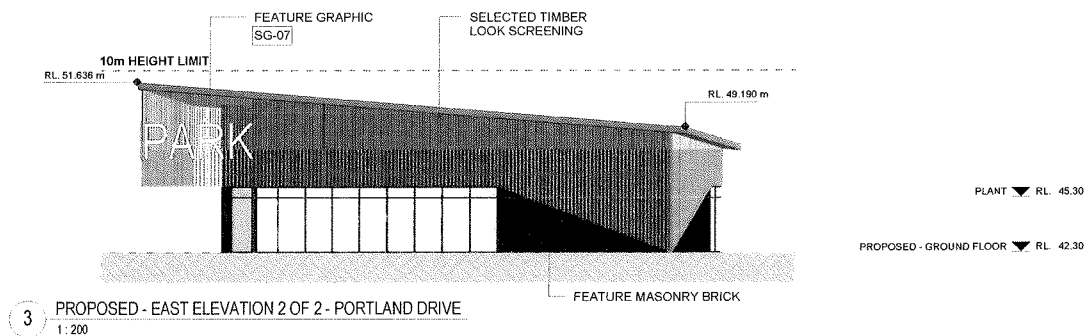 FEATURE GRAPHIC
SG-07
SELECTED TIMBER
LOOK SCREENING
10m HEIGHT LIMIT
RL. 51.636 m
RL. 49.190 m
PARK
PLANT RL. 45.30
PROPOSED - GROUND FLOOR RL. 42.30
FEATURE MASONRY BRICK
3 PROPOSED - EAST ELEVATION 2 OF 2 - PORTLAND DRIVE
1 : 200